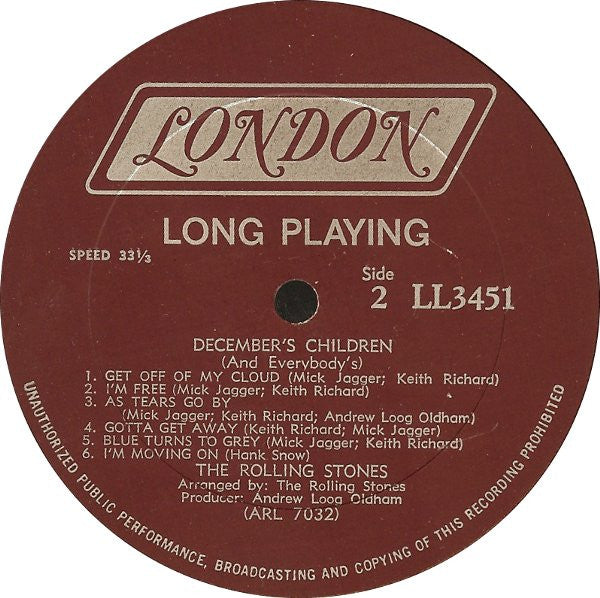 LONDON
LONG PLAYING
SPEED 33⅓
Side
2 LL3451
DECEMBER'S CHILDREN
(And Everybody's)
1. GET OFF OF MY CLOUD (Mick Jagger; Keith Richard)
2. I'M FREE (Mick Jagger; Keith Richard)
3. AS TEARS GO BY
(Mick Jagger; Keith Richard; Andrew Loog Oldham)
4. GOTTA GET AWAY (Keith Richard; Mick Jagger)
5. BLUE TURNS TO GREY (Mick Jagger; Keith Richard)
6. I'M MOVING ON (Hank Snow)
THE ROLLING STONES
Arranged by: The Rolling Stones
Producer: Andrew Loog Oldham
(ARL 7032)
UNAUTHORIZED PUBLIC PERFORMANCE, BROADCASTING AND COPYING OF THIS RECORDING PROHIBITED